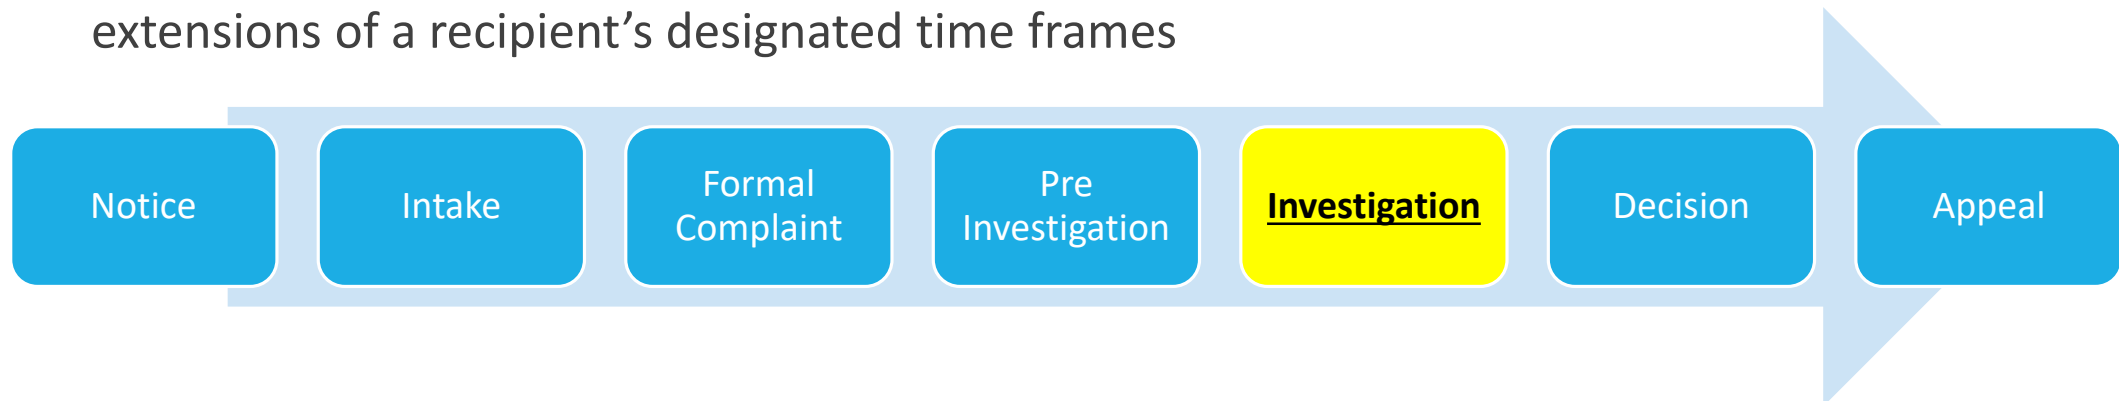 extensions of a recipient’s designated time frames
Notice
Intake
Formal
Complaint
Pre
Investigation
Investigation
Decision
Appeal